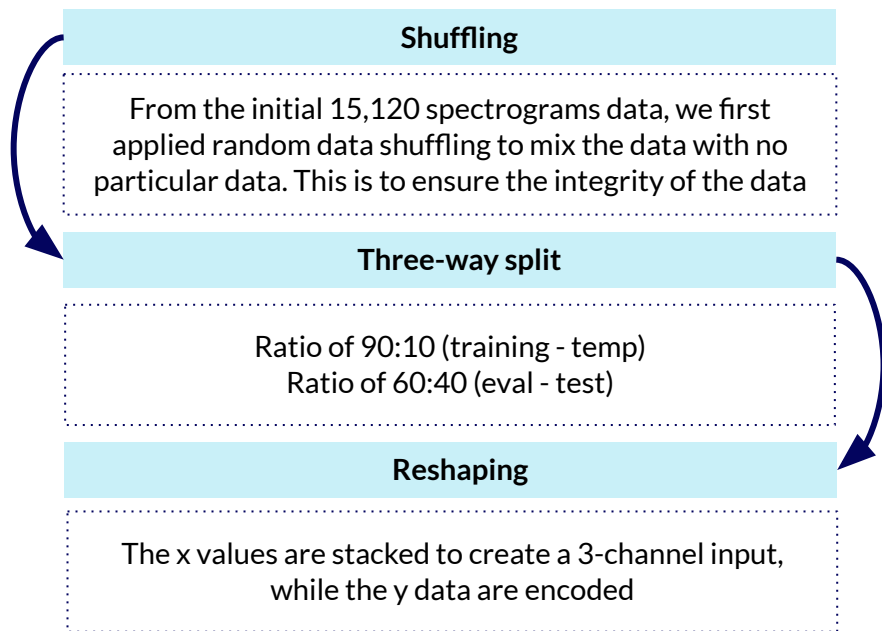 Shuffling
From the initial 15,120 spectrograms data, we first
applied random data shuffling to mix the data with no
particular data. This is to ensure the integrity of the data
Three-way split
Ratio of 90:10 (training - temp)
Ratio of 60:40 (eval - test)
Reshaping
The x values are stacked to create a 3-channel input,
while the y data are encoded